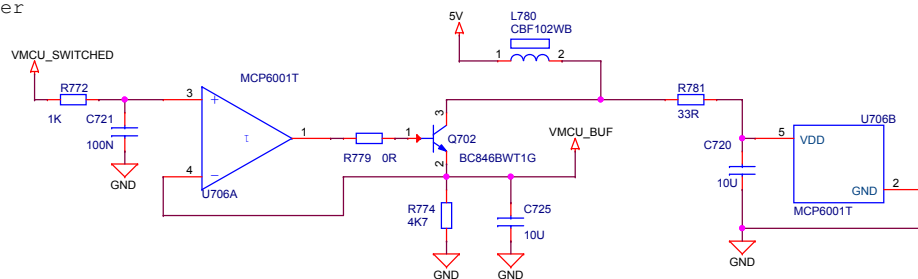 er
5V
L780
CBF102WB
1 2
VMCU_SWITCHED
MCP6001T
R772
1K
C721
100N
GND
3
4
1
U706A
R779 0R
1
3
Q702
BC846BWT1G
2
VMCU_BUF
R774
4K7
GND
C725
10U
GND
R781
33R
C720
10U
GND
U706B
5
VDD
GND
2
MCP6001T